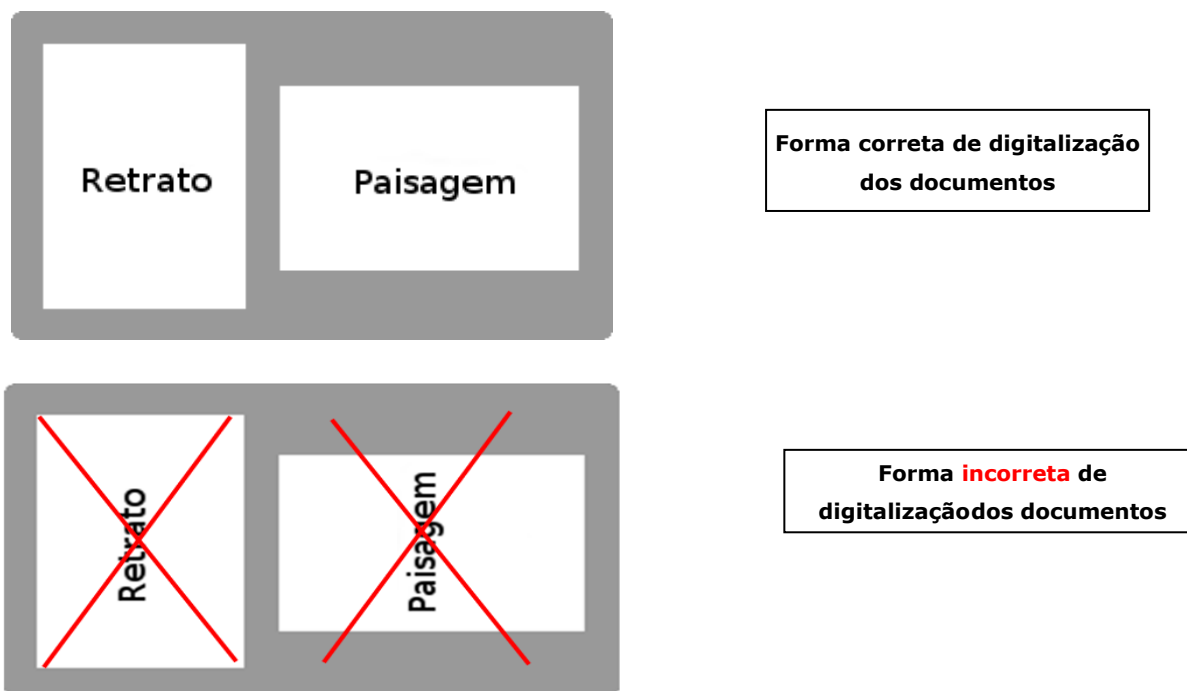 Retrato
Paisagem
Forma correta de digitalização
dos documentos
Retrato
Paisagem
Forma incorreta de
digitalizaçãodos documentos